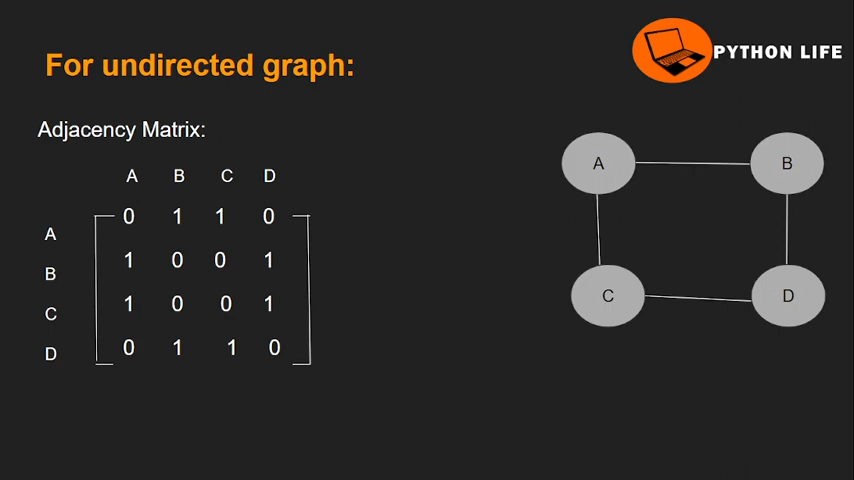 PYTHON LIFE
For undirected graph:
Adjacency Matrix:
A B C D
A 0 1 1 0
B 1 0 0 1
C 1 0 0 1
D 0 1 1 0
A B
C D